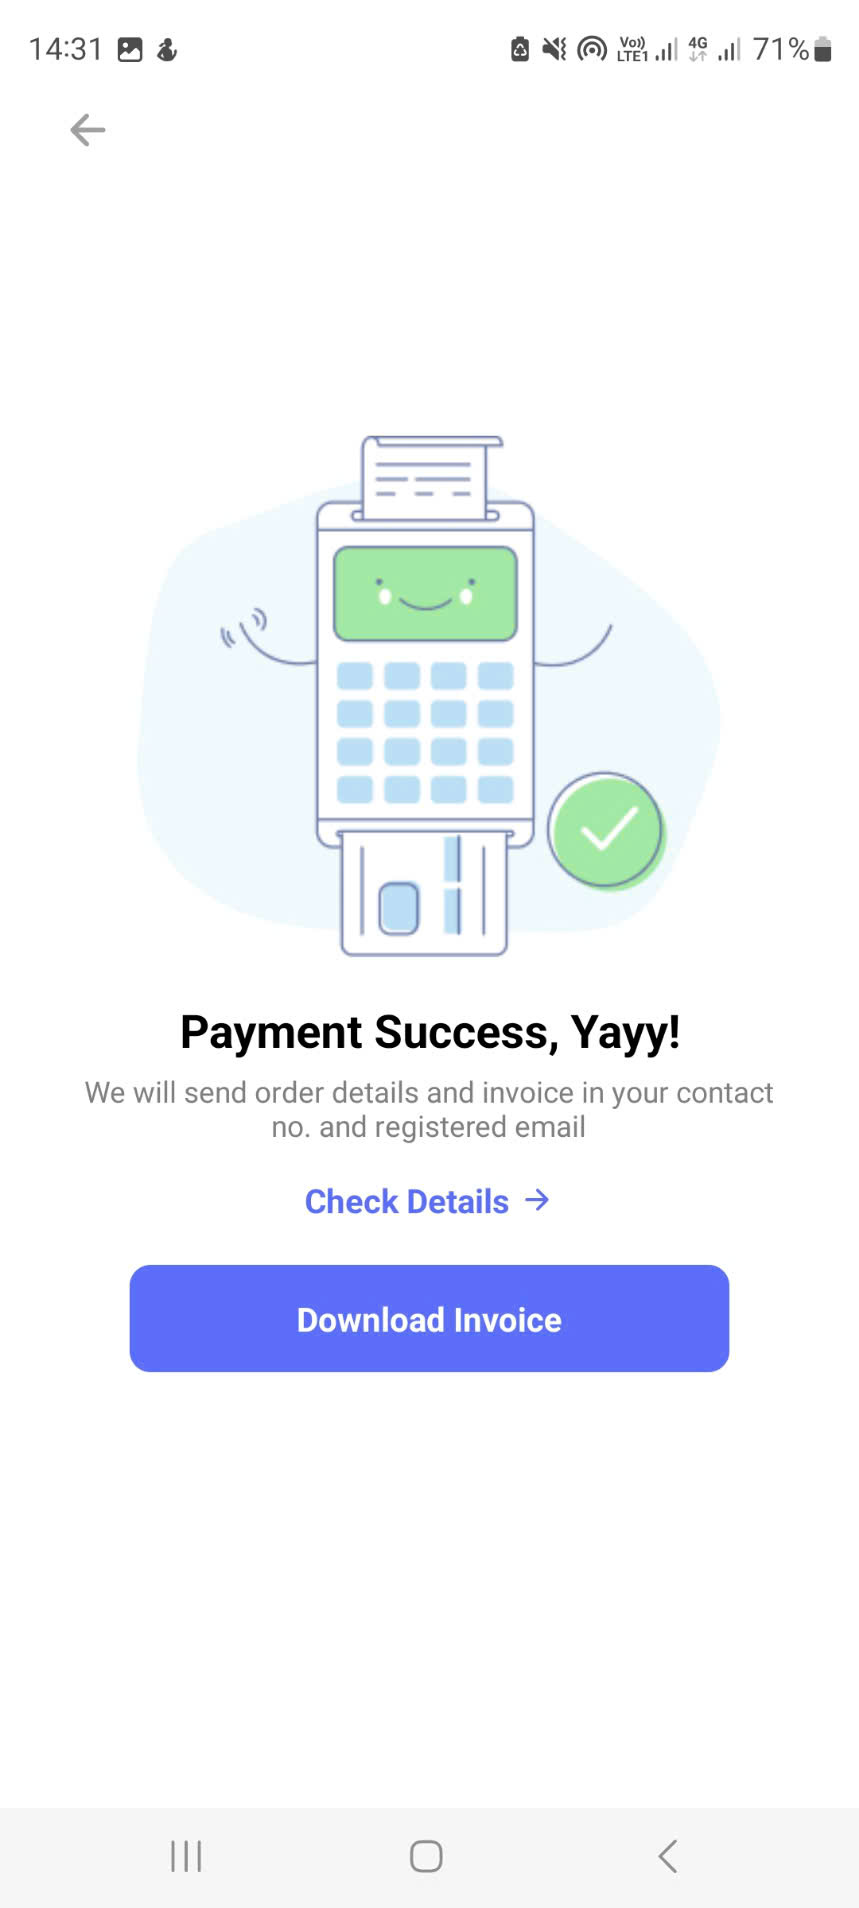 14:31
Vo)) LTE1 4G 71%
Payment Success, Yayy!
We will send order details and invoice in your contact
no. and registered email
Check Details →
Download Invoice